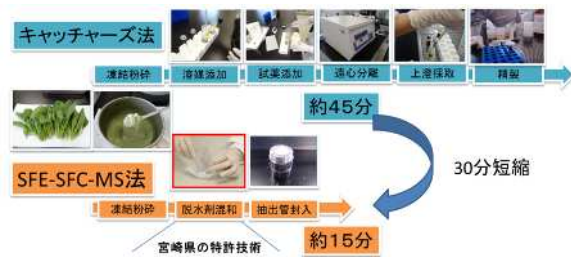 キャッチャーズ法
凍結粉砕 溶媒添加 試薬添加 遠心分離 上澄採取 精製
約45分
30分短縮
SFE-SFC-MS法
凍結粉砕 脱水剤混和 抽出管封入
約15分
宮崎県の特許技術